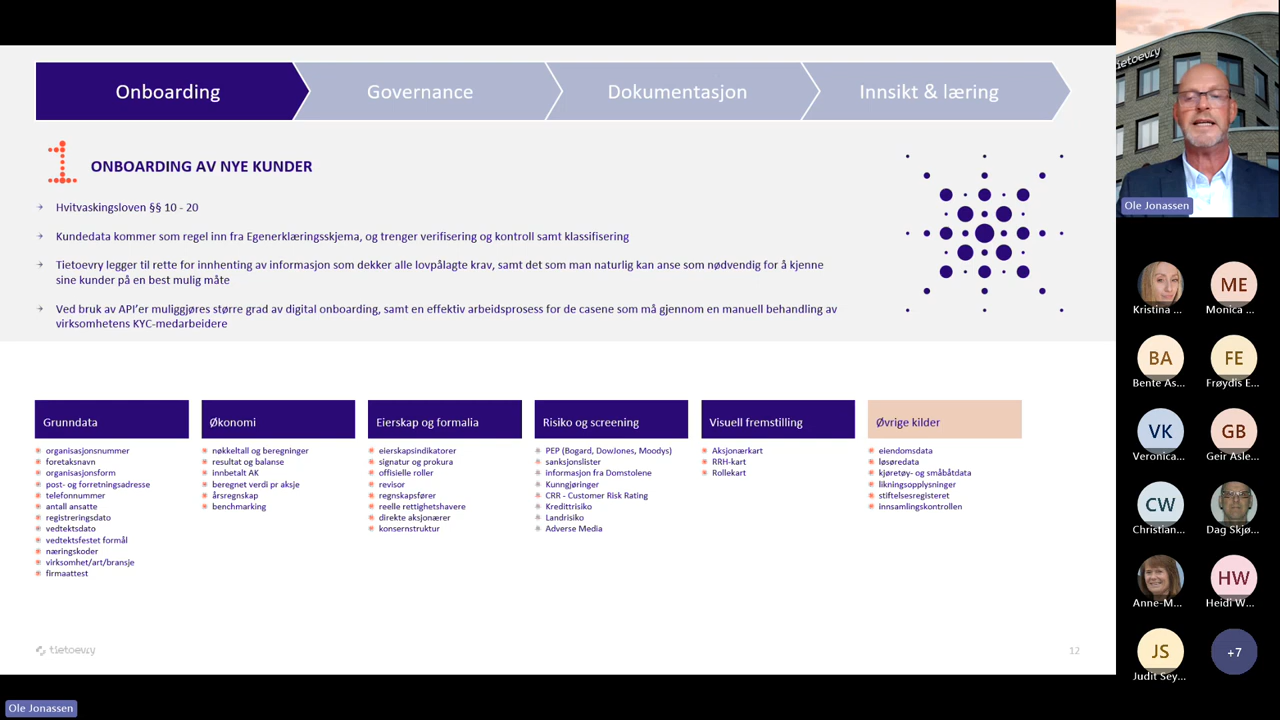 Onboarding
Governance
Dokumentasjon
Innsikt & læring
1
ONBOARDING AV NYE KUNDER
Hvitvaskingsloven §§ 10 - 20
Kundedata kommer som regel inn fra Egenerklæringsskjema, og trenger verifisering og kontroll samt klassifisering
Tietoevry legger til rette for innhenting av informasjon som dekker alle lovpålagte krav, samt det som man naturlig kan anse som nødvendig for å kjenne
sine kunder på en best mulig måte
Ved bruk av API'er muliggjøres større grad av digital onboarding, samt en effektiv arbeidsprosess for de casene som må gjennom en manuell behandling av
virksomhetens KYC-medarbeidere
Grunndata
organisasjonsnummer
foretaksnavn
organisasjonsform
post- og forretningsadresse
telefonnummer
antall ansatte
registreringsdato
vedtektsdato
vedtektsfestet formål
næringskoder
virksomhet/art/bransje
firmaattest
Økonomi
nøkkeltall og beregninger
resultat og balanse
innbetalt AK
beregnet verdi pr aksje
årsregnskap
benchmarking
Eierskap og formalia
eierskapsindikatorer
signatur og prokura
offisielle roller
revisor
regnskapsfører
reelle rettighetshavere
direkte aksjonærer
konsernstruktur
Risiko og screening
PEP (Bogard, DowJones, Moodys)
sanksjonslister
informasjon fra Domstolene
Kunngjøringer
CRR - Customer Risk Rating
Kredittrisiko
Landrisiko
Adverse Media
Visuell fremstilling
Aksjonærkart
RRH-kart
Rollekart
Øvrige kilder
eiendomsdata
løsøredata
kjøretøy- og småbåtdata
likningsopplysninger
stiftelsesregisteret
innsamlingskontrollen
tietoevry
12
tietoevry
Ole Jonassen
Kristina ...
ME
Monica ...
BA
Bente As...
FE
Frøydis E...
VK
Veronica...
GB
Geir Asle...
CW
Christian...
Dag Skjø...
Anne-M...
HW
Heidi W...
JS
Judit Sey...
+7
Ole Jonassen